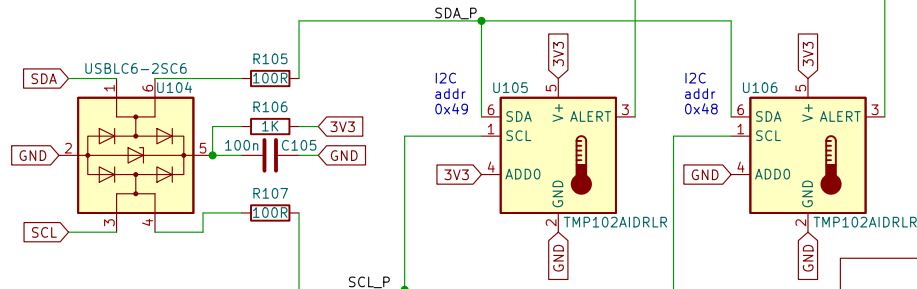 SDA_P
USBLC6-2SC6
SDA
1
6
U104
R105
100R
R106
1K
3V3
GND
2
5
100n
C105
GND
R107
100R
SCL
3
4
SCL_P
I2C
addr
0x49
U105
3V3
5
V+
6
SDA
ALERT
3
1
SCL
3V3
4
ADD0
GND
2
TMP102AIDRLR
GND
I2C
addr
0x48
U106
3V3
5
V+
6
SDA
ALERT
3
1
SCL
GND
4
ADD0
GND
2
TMP102AIDRLR
GND